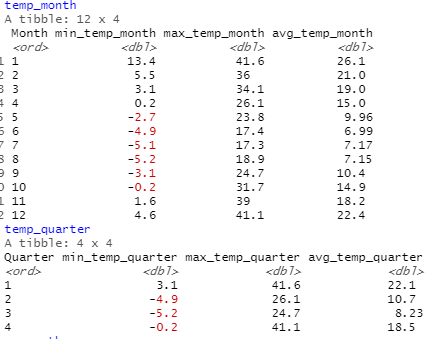 temp_month
A tibble: 12 x 4
Month min_temp_month max_temp_month avg_temp_month
<ord> <dbl> <dbl> <dbl>
1 1 13.4 41.6 26.1
2 2 5.5 36 21.0
3 3 3.1 34.1 19.0
4 4 0.2 26.1 15.0
5 5 -2.7 23.8 9.96
6 6 -4.9 17.4 6.99
7 7 -5.1 17.3 7.17
8 8 -5.2 18.9 7.15
9 9 -3.1 24.7 10.4
0 10 -0.2 31.7 14.9
1 11 1.6 39 18.2
2 12 4.6 41.1 22.4
temp_quarter
A tibble: 4 x 4
Quarter min_temp_quarter max_temp_quarter avg_temp_quarter
<ord> <dbl> <dbl> <dbl>
1 3.1 41.6 22.1
2 -4.9 26.1 10.7
3 -5.2 24.7 8.23
4 -0.2 41.1 18.5